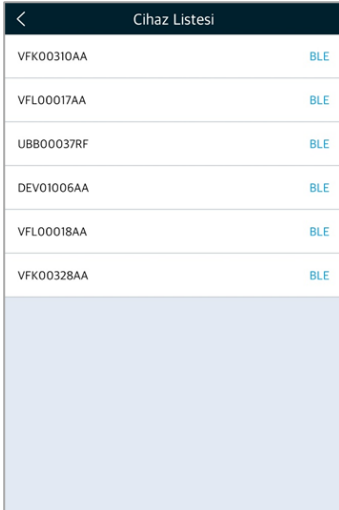 Cihaz Listesi
VFK00310AA BLE
VFL00017AA BLE
UBB00037RF BLE
DEV01006AA BLE
VFL00018AA BLE
VFK00328AA BLE